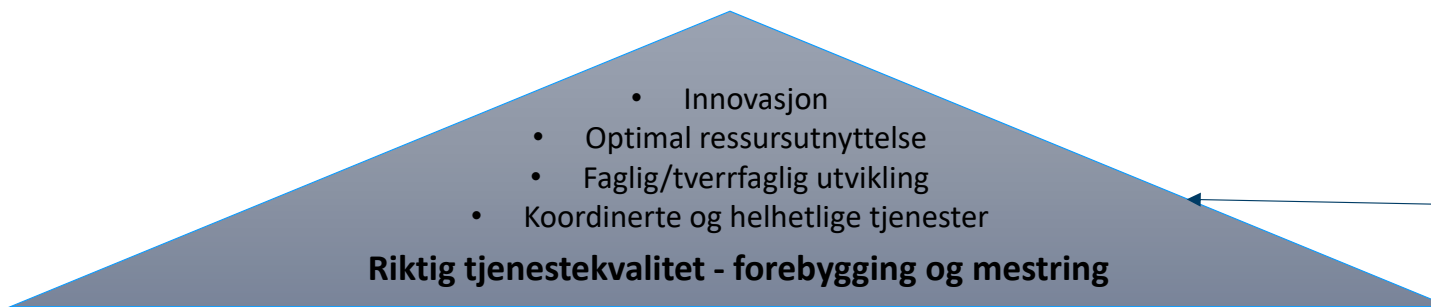 • Innovasjon
• Optimal ressursutnyttelse
• Faglig/tverrfaglig utvikling
• Koordinerte og helhetlige tjenester
Riktig tjenestekvalitet - forebygging og mestring